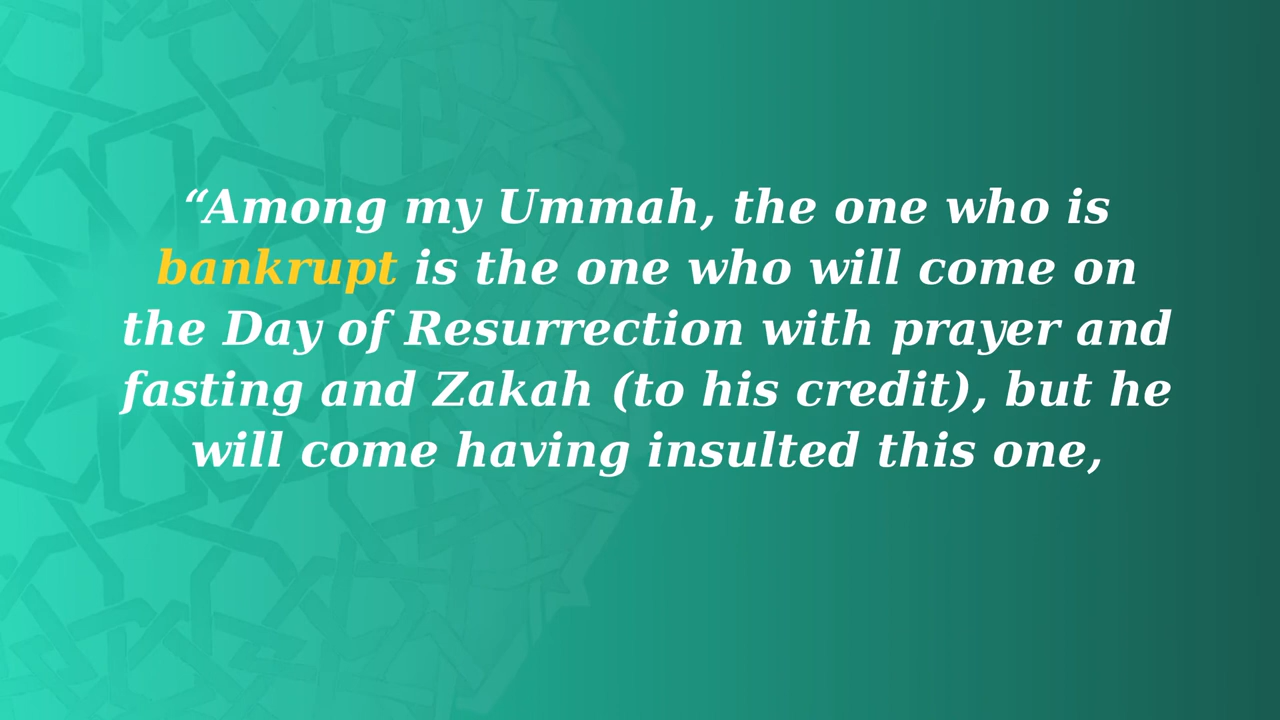 “Among my Ummah, the one who is
bankrupt is the one who will come on
the Day of Resurrection with prayer and
fasting and Zakah (to his credit), but he
will come having insulted this one,